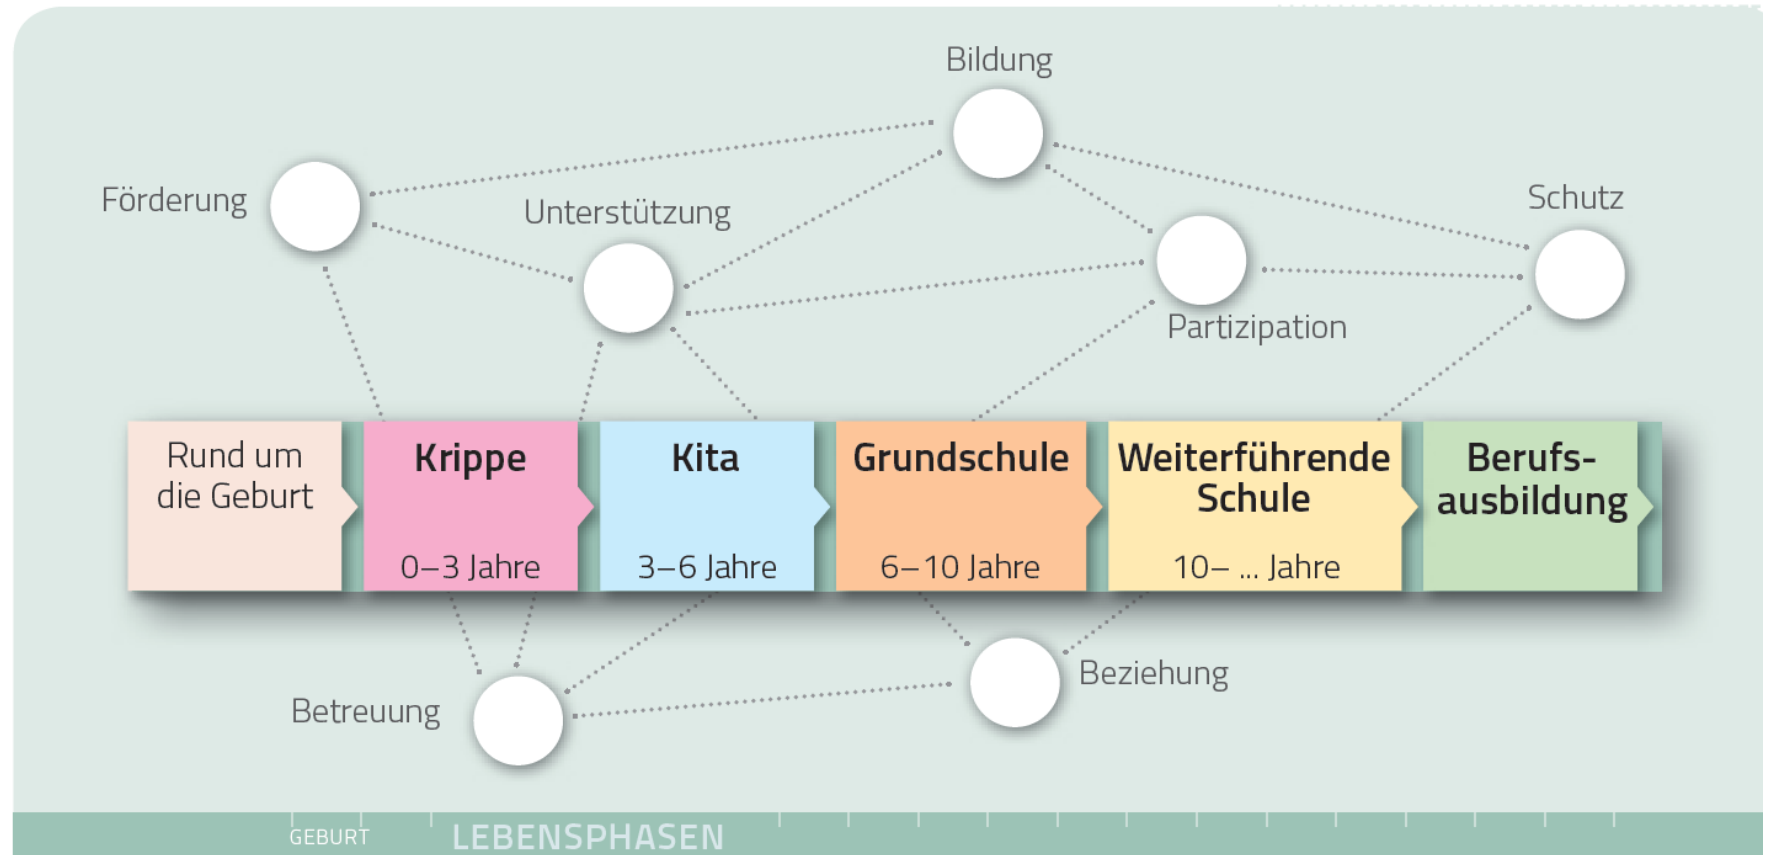 Bildung
Förderung
Unterstützung
Schutz
Partizipation
Rund um
die Geburt
Krippe
0–3 Jahre
Kita
3–6 Jahre
Grundschule
6–10 Jahre
Weiterführende
Schule
10– ... Jahre
Berufs-
ausbildung
Betreuung
Beziehung
GEBURT
LEBENSPHASEN